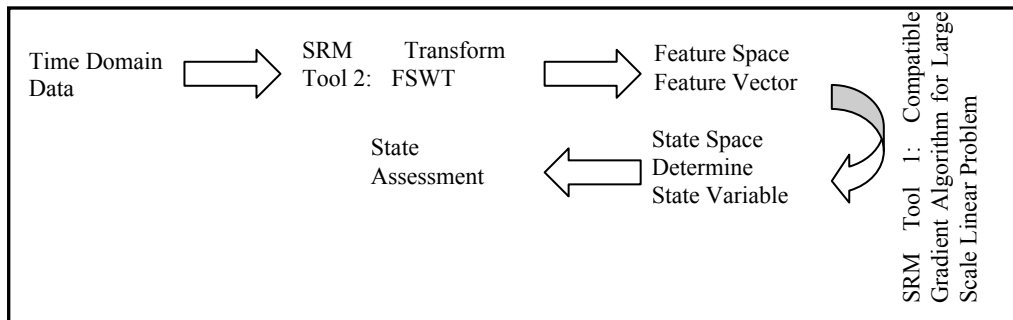 Time Domain
Data
SRM Transform
Tool 2: FSWT
Feature Space
Feature Vector
SRM Tool 1: Compatible
Gradient Algorithm for Large
Scale Linear Problem
State Space
Determine
State Variable
State
Assessment